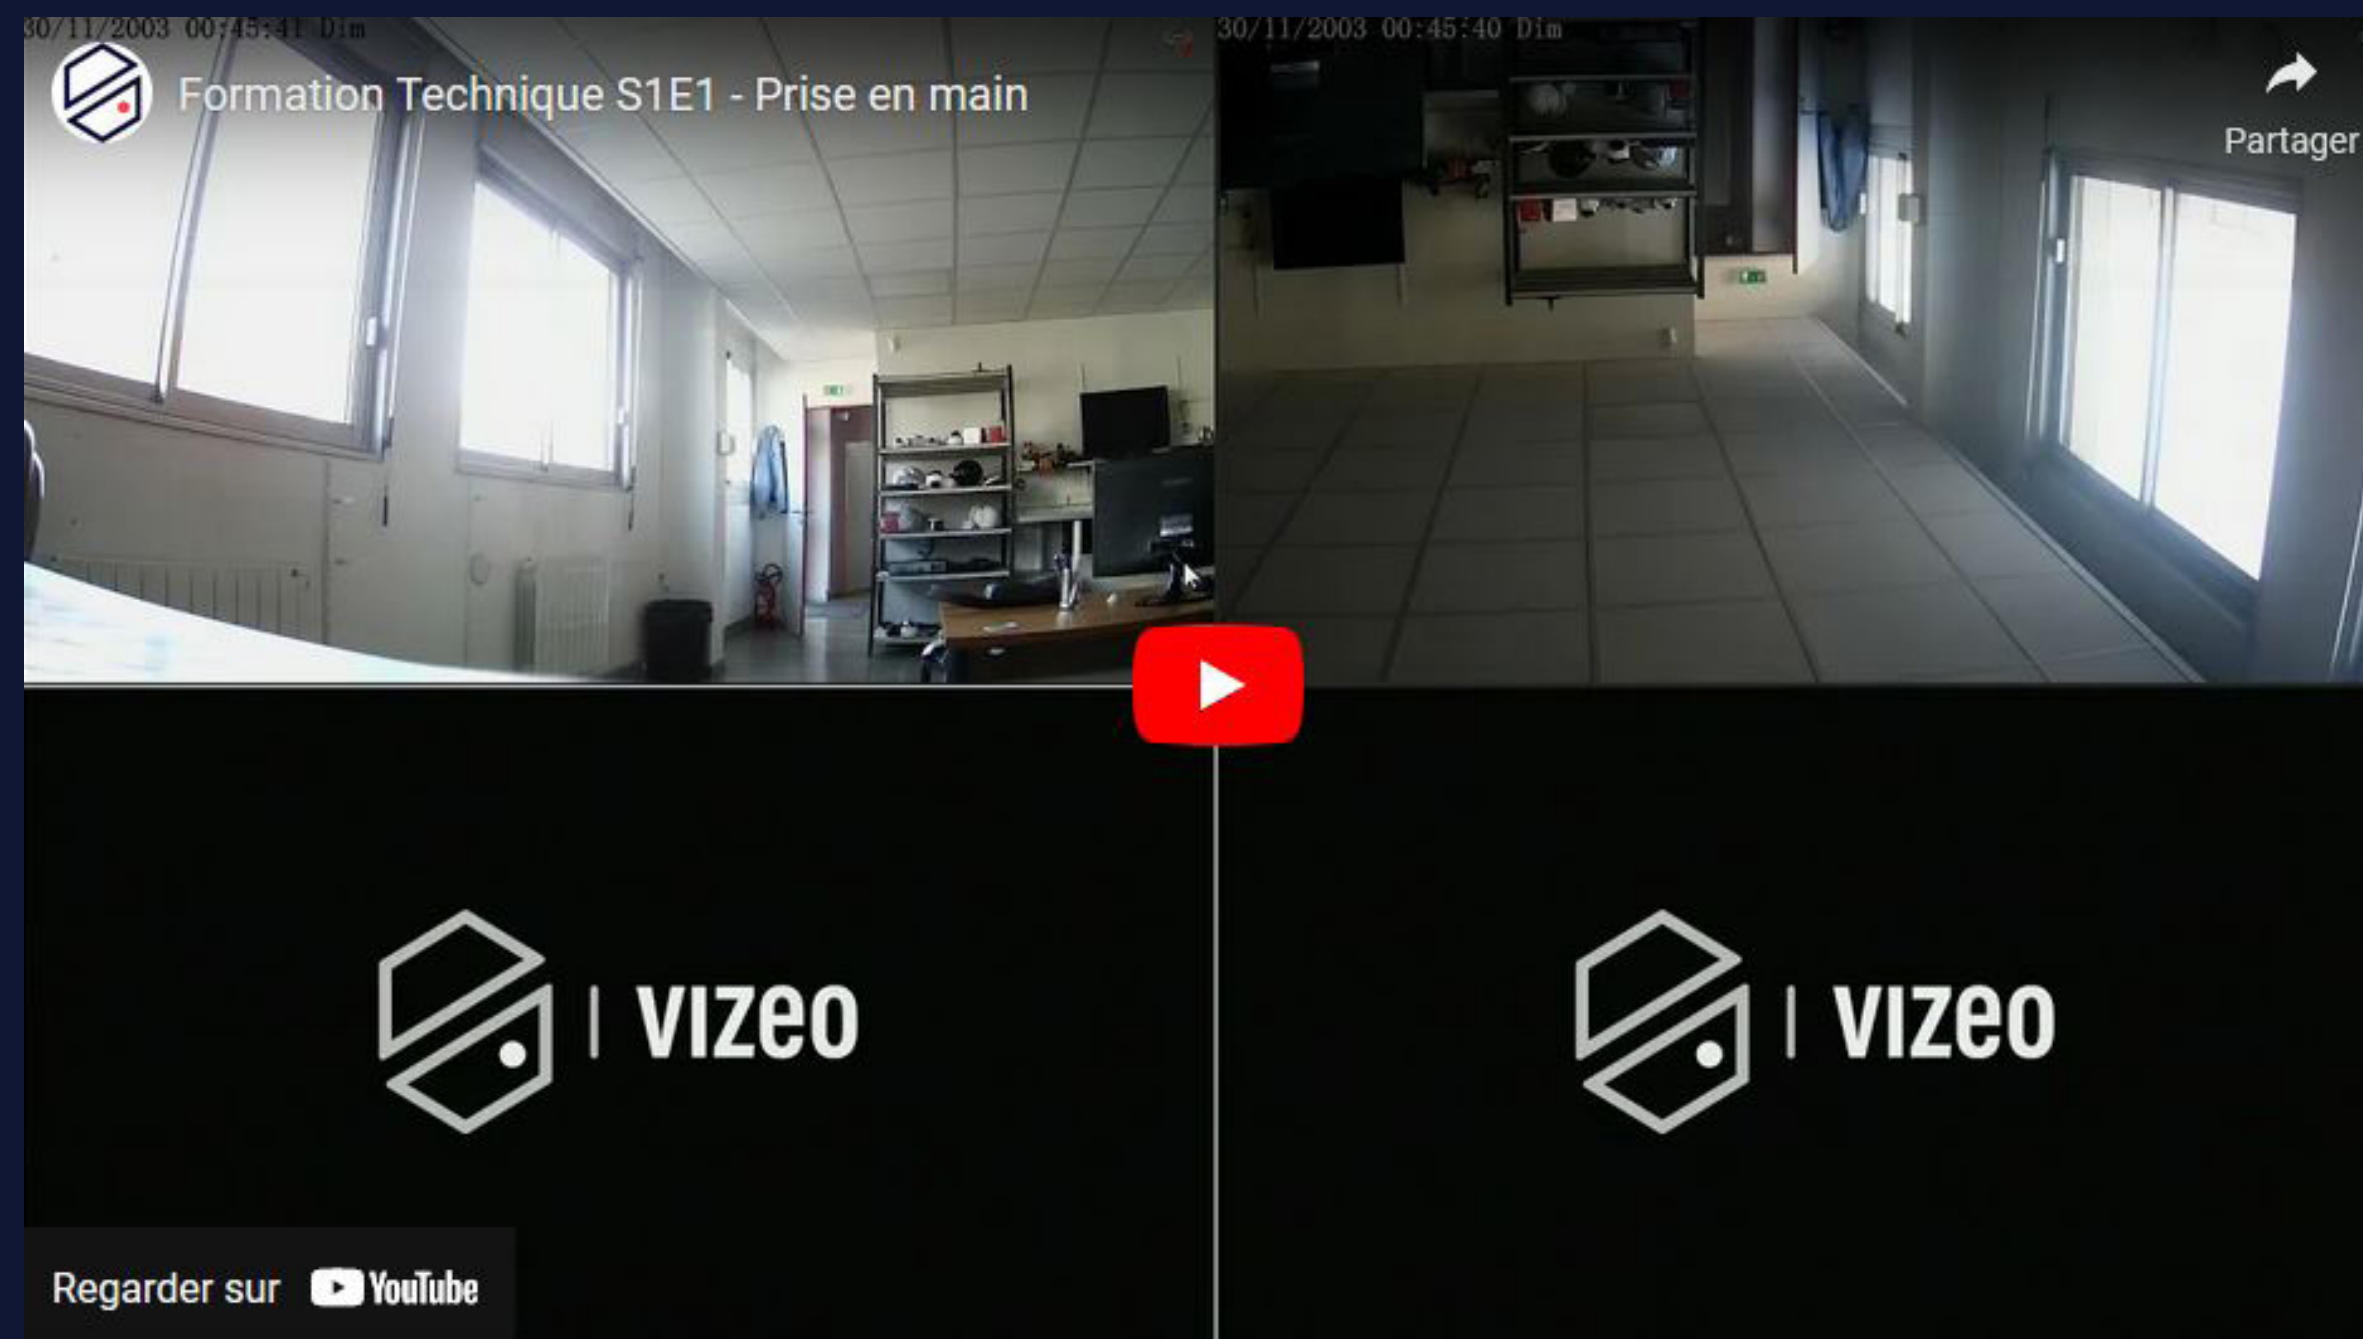 30/11/2003 00:45:41 Dim
30/11/2003 00:45:40 Dim
Formation Technique S1E1 - Prise en main
Partager
VIZEO
VIZEO
Regarder sur YouTube